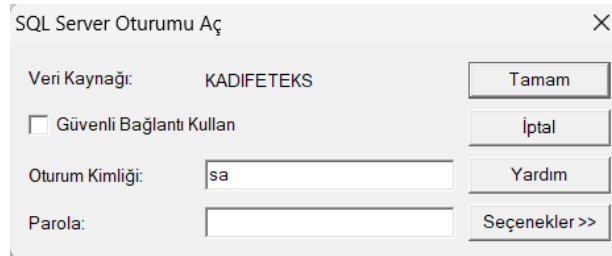 SQL Server Oturumu Aç
Veri Kaynağı: KADIFETEKS Tamam
Güvenli Bağlantı Kullan İptal
Oturum Kimliği: sa Yardım
Parola: Seçenekler >>